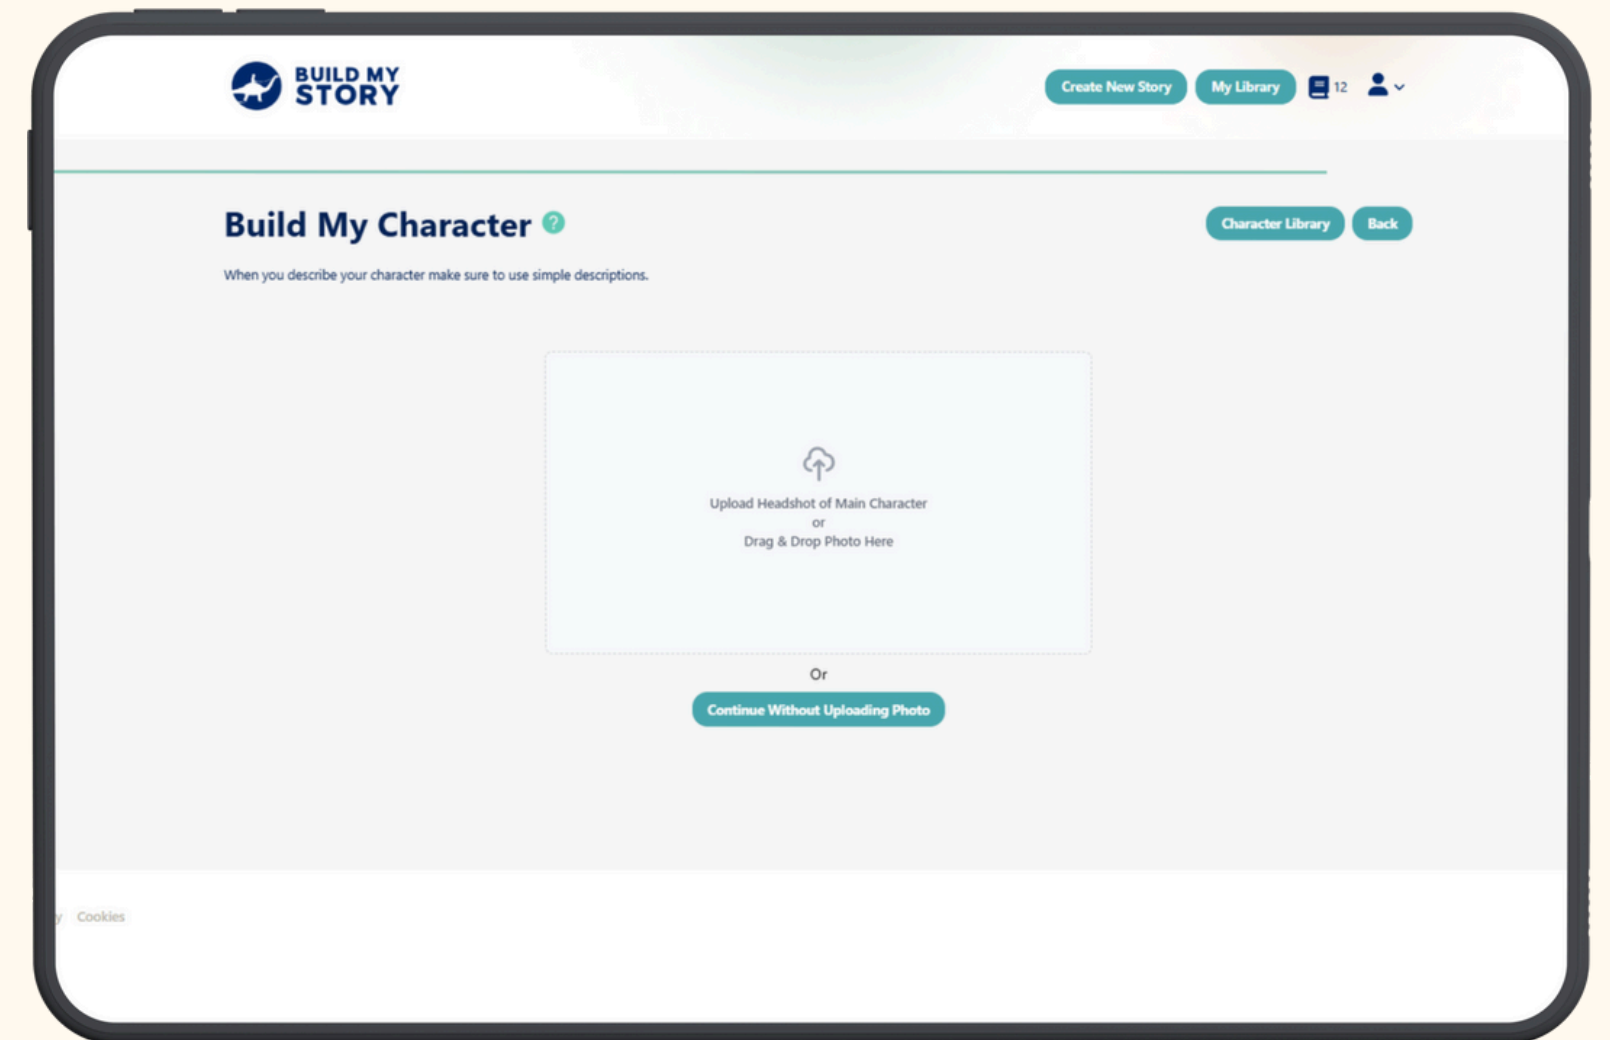 BUILD MY
STORY
Create New Story
My Library
12
Build My Character ?
Character Library
Back
When you describe your character make sure to use simple descriptions.
Upload Headshot of Main Character
or
Drag & Drop Photo Here
Or
Continue Without Uploading Photo
y Cookies